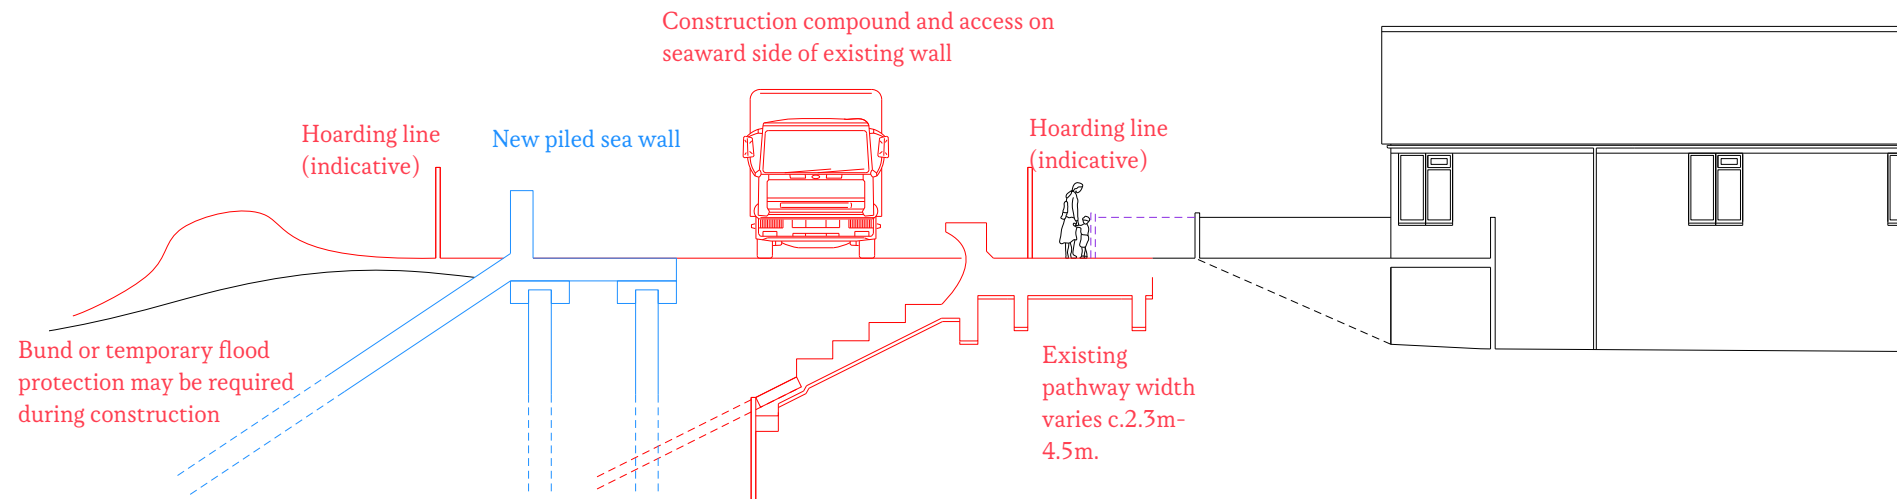 Construction compound and access on
seaward side of existing wall
Hoarding line
(indicative)
New piled sea wall
Hoarding line
(indicative)
Bund or temporary flood
protection may be required
during construction
Existing
pathway width
varies c.2.3m-
4.5m.